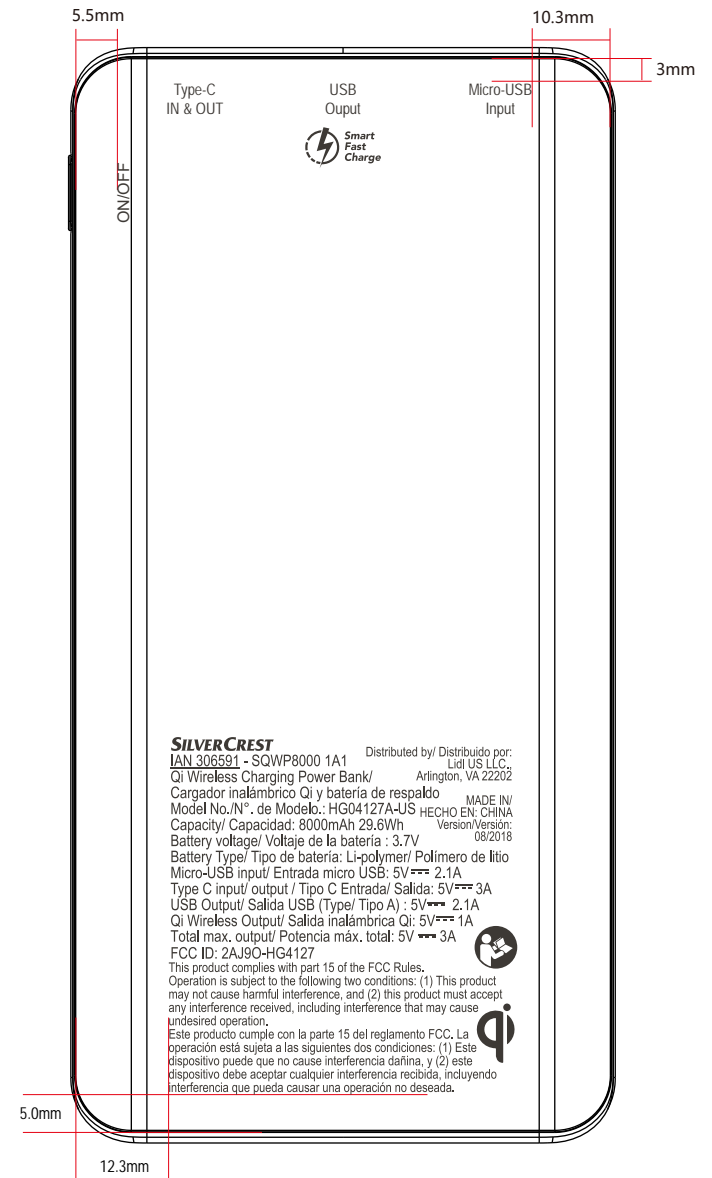 5.5mm
10.3mm
3mm
Type-C
IN & OUT
USB
Ouput
Micro-USB
Input
Smart
Fast
Charge
ON/OFF
SILVERCREST
IAN 306591 - SQWP8000 1A1
Qi Wireless Charging Power Bank/
Cargador inalámbrico Qi y batería de respaldo
Model No./N°. de Modelo.: HG04127A-US
Capacity/ Capacidad: 8000mAh 29.6Wh
Battery voltage/ Voltaje de la batería : 3.7V
Battery Type/ Tipo de batería: Li-polymer/ Polímero de litio
Micro-USB input/ Entrada micro USB: 5V⎓ 2.1A
Type C input/ output / Tipo C Entrada/ Salida: 5V⎓ 3A
USB Output/ Salida USB (Type/ Tipo A) : 5V⎓ 2.1A
Qi Wireless Output/ Salida inalámbrica Qi: 5V⎓ 1A
Total max. output/ Potencia máx. total: 5V ⎓ 3A
FCC ID: 2AJ9O-HG4127
Distributed by/ Distribuido por:
Lidl US LLC.,
Arlington, VA 22202
MADE IN/
HECHO EN: CHINA
Version/Versión:
08/2018
This product complies with part 15 of the FCC Rules.
Operation is subject to the following two conditions: (1) This product
may not cause harmful interference, and (2) this product must accept
any interference received, including interference that may cause
undesired operation.
Este producto cumple con la parte 15 del reglamento FCC. La
operación está sujeta a las siguientes dos condiciones: (1) Este
dispositivo puede que no cause interferencia dañina, y (2) este
dispositivo debe aceptar cualquier interferencia recibida, incluyendo
interferencia que pueda causar una operación no deseada.
qi
5.0mm
12.3mm